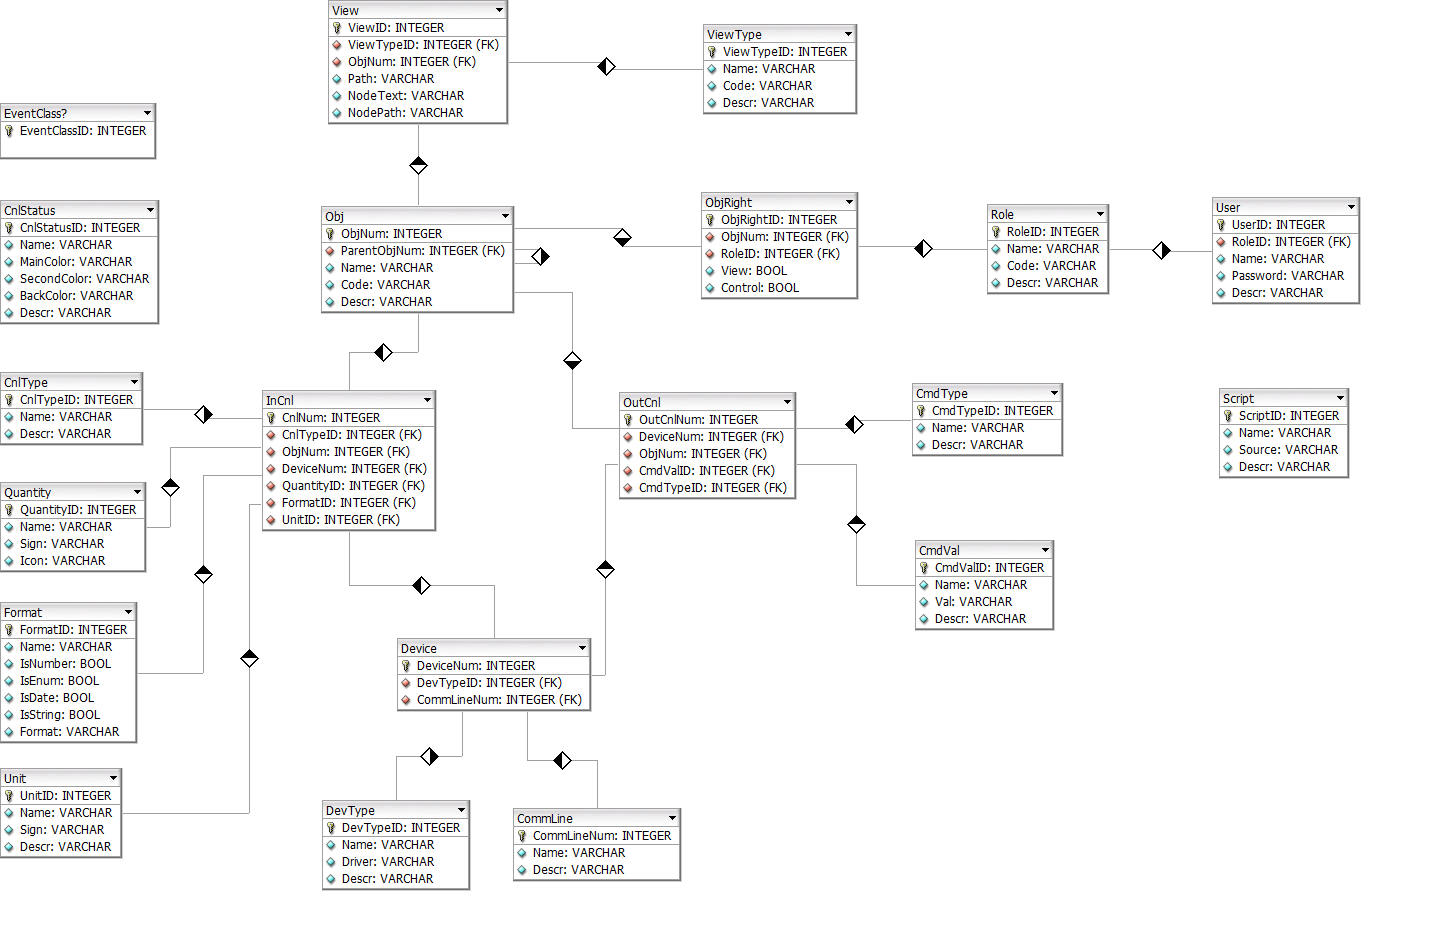 View
ViewID: INTEGER
ViewTypeID: INTEGER (FK)
ObjNum: INTEGER (FK)
Path: VARCHAR
NodeText: VARCHAR
NodePath: VARCHAR
ViewType
ViewTypeID: INTEGER
Name: VARCHAR
Code: VARCHAR
Descr: VARCHAR
EventClass?
EventClassID: INTEGER
CnlStatus
CnlStatusID: INTEGER
Name: VARCHAR
MainColor: VARCHAR
SecondColor: VARCHAR
BackColor: VARCHAR
Descr: VARCHAR
Obj
ObjNum: INTEGER
ParentObjNum: INTEGER (FK)
Name: VARCHAR
Code: VARCHAR
Descr: VARCHAR
ObjRight
ObjRightID: INTEGER
ObjNum: INTEGER (FK)
RoleID: INTEGER (FK)
View: BOOL
Control: BOOL
Role
RoleID: INTEGER
Name: VARCHAR
Code: VARCHAR
Descr: VARCHAR
User
UserID: INTEGER
RoleID: INTEGER (FK)
Name: VARCHAR
Password: VARCHAR
Descr: VARCHAR
CnlType
CnlTypeID: INTEGER
Name: VARCHAR
Descr: VARCHAR
InCnl
CnlNum: INTEGER
CnlTypeID: INTEGER (FK)
ObjNum: INTEGER (FK)
DeviceNum: INTEGER (FK)
QuantityID: INTEGER (FK)
FormatID: INTEGER (FK)
UnitID: INTEGER (FK)
OutCnl
OutCnlNum: INTEGER
DeviceNum: INTEGER (FK)
ObjNum: INTEGER (FK)
CmdValID: INTEGER (FK)
CmdTypeID: INTEGER (FK)
CmdType
CmdTypeID: INTEGER
Name: VARCHAR
Descr: VARCHAR
Script
ScriptID: INTEGER
Name: VARCHAR
Source: VARCHAR
Descr: VARCHAR
Quantity
QuantityID: INTEGER
Name: VARCHAR
Sign: VARCHAR
Icon: VARCHAR
CmdVal
CmdValID: INTEGER
Name: VARCHAR
Val: VARCHAR
Descr: VARCHAR
Format
FormatID: INTEGER
Name: VARCHAR
IsNumber: BOOL
IsEnum: BOOL
IsDate: BOOL
IsString: BOOL
Format: VARCHAR
Device
DeviceNum: INTEGER
DevTypeID: INTEGER (FK)
CommLineNum: INTEGER (FK)
Unit
UnitID: INTEGER
Name: VARCHAR
Sign: VARCHAR
Descr: VARCHAR
DevType
DevTypeID: INTEGER
Name: VARCHAR
Driver: VARCHAR
Descr: VARCHAR
CommLine
CommLineNum: INTEGER
Name: VARCHAR
Descr: VARCHAR